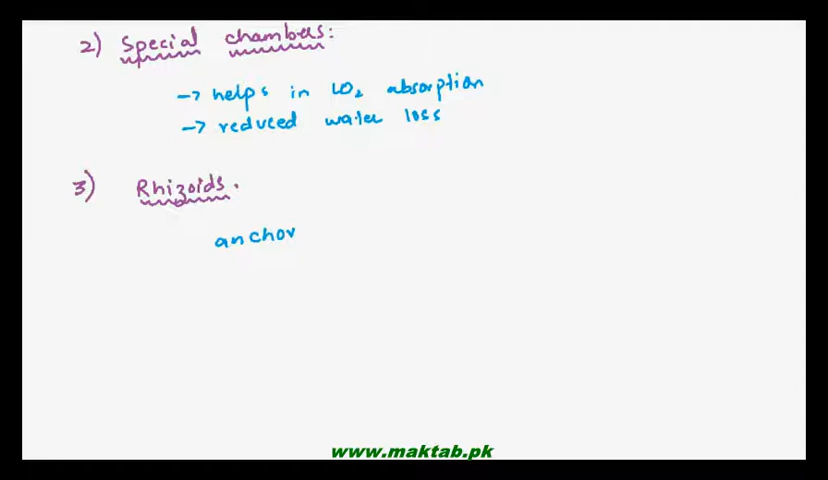 2) Special chambers:
→ helps in CO₂ absorption
→ reduced water loss
3) Rhizoids.
anchor
www.maktab.pk